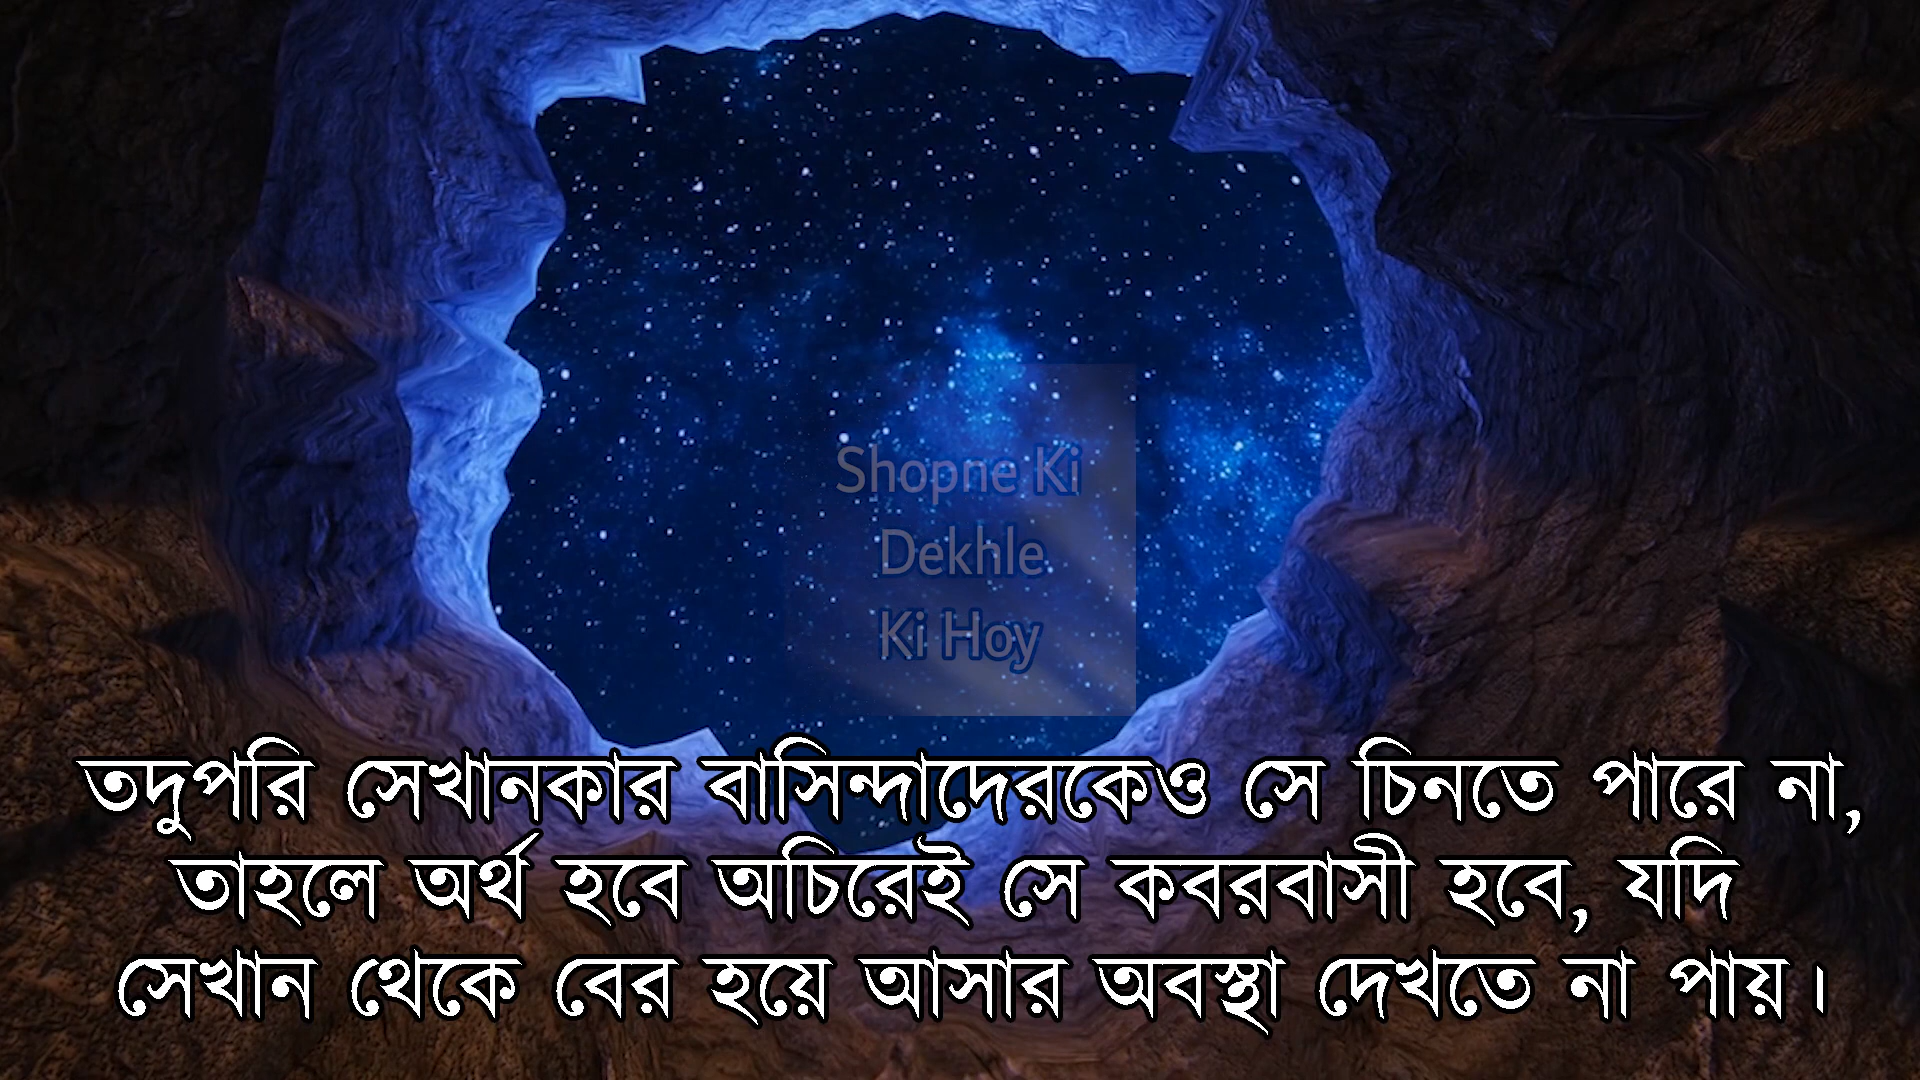 Shopne Ki
Dekhle
Ki Hoy
তদুপরি সেখানকার বাসিন্দাদেরকেও সে চিনতে পারে না,
তাহলে অর্থ হবে অচিরেই সে কবরবাসী হবে, যদি
সেখান থেকে বের হয়ে আসার অবস্থা দেখতে না পায়।